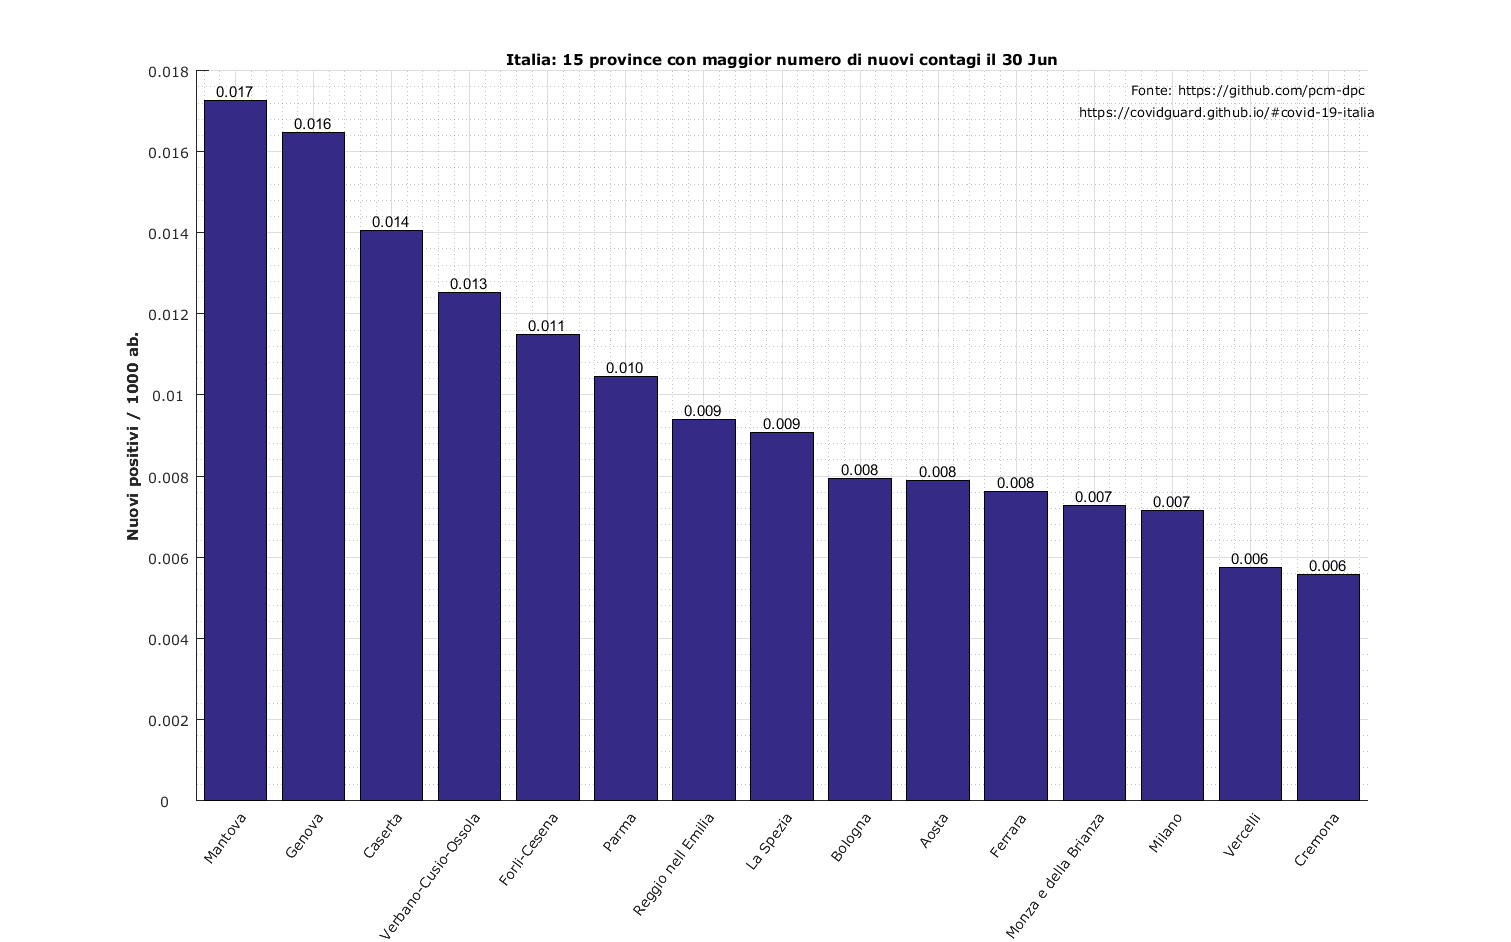 Italia: 15 province con maggior numero di nuovi contagi il 30 Jun
Fonte: https://github.com/pcm-dpc
https://covidguard.github.io/#covid-19-italia
Nuovi positivi / 1000 ab.
0.018
0.016
0.014
0.012
0.01
0.008
0.006
0.004
0.002
0
0.017
0.016
0.014
0.013
0.011
0.010
0.009
0.009
0.008
0.008
0.008
0.007
0.007
0.006
0.006
Mantova
Genova
Caserta
Verbano-Cusio-Ossola
Forlì-Cesena
Parma
Reggio nell Emilia
La Spezia
Bologna
Aosta
Ferrara
Monza e della Brianza
Milano
Vercelli
Cremona